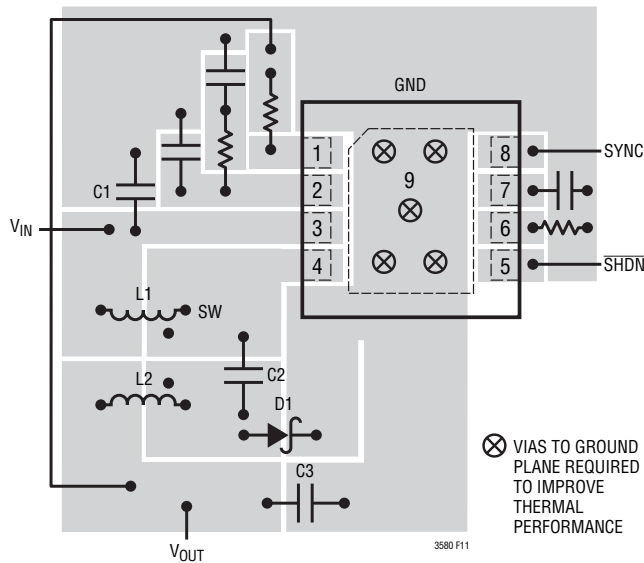 GND
1
2
3
4
9
8
7
6
5
SYNC
SHDN
C1
VIN
L1
SW
L2
C2
D1
C3
VOUT
VIAS TO GROUND
PLANE REQUIRED
TO IMPROVE
THERMAL
PERFORMANCE
3580 F11